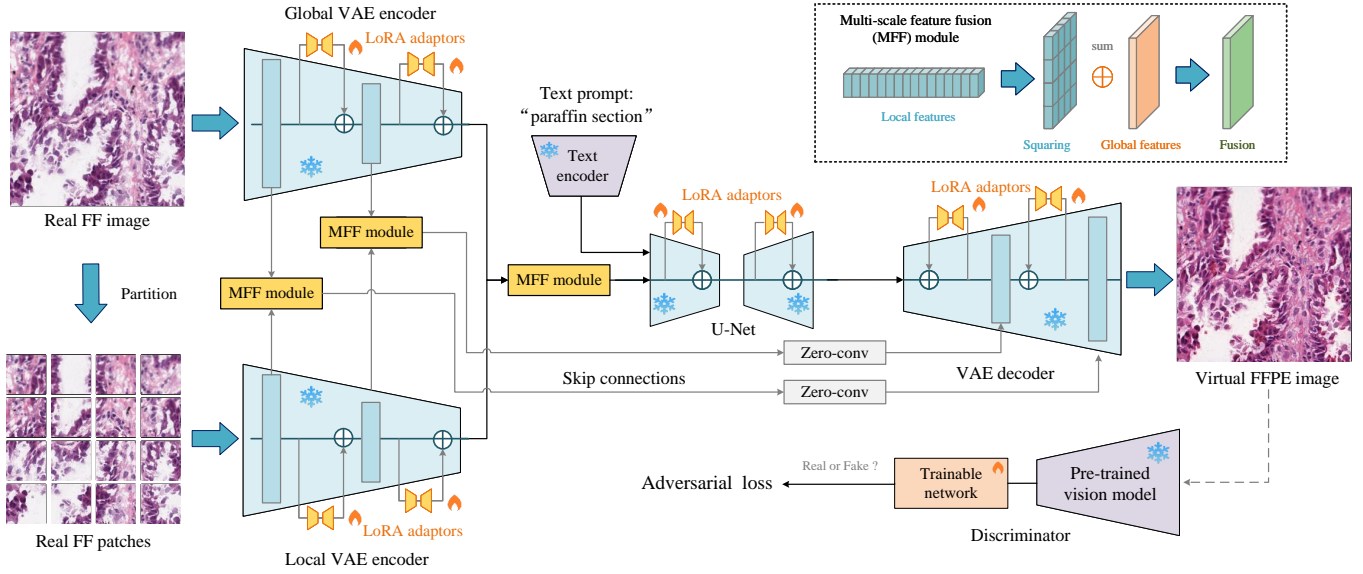 Global VAE encoder
LoRA adaptors
Real FF image
Partition
MFF module
MFF module
Real FF patches
LoRA adaptors
Local VAE encoder
Text prompt:
“paraffin section”
Text
encoder
MFF module
LoRA adaptors
U-Net
Skip connections
Zero-conv
Zero-conv
LoRA adaptors
VAE decoder
Virtual FFPE image
Multi-scale feature fusion
(MFF) module
Local features
sum
Squaring
Global features
Fusion
Adversarial loss
Real or Fake ?
Trainable
network
Pre-trained
vision model
Discriminator